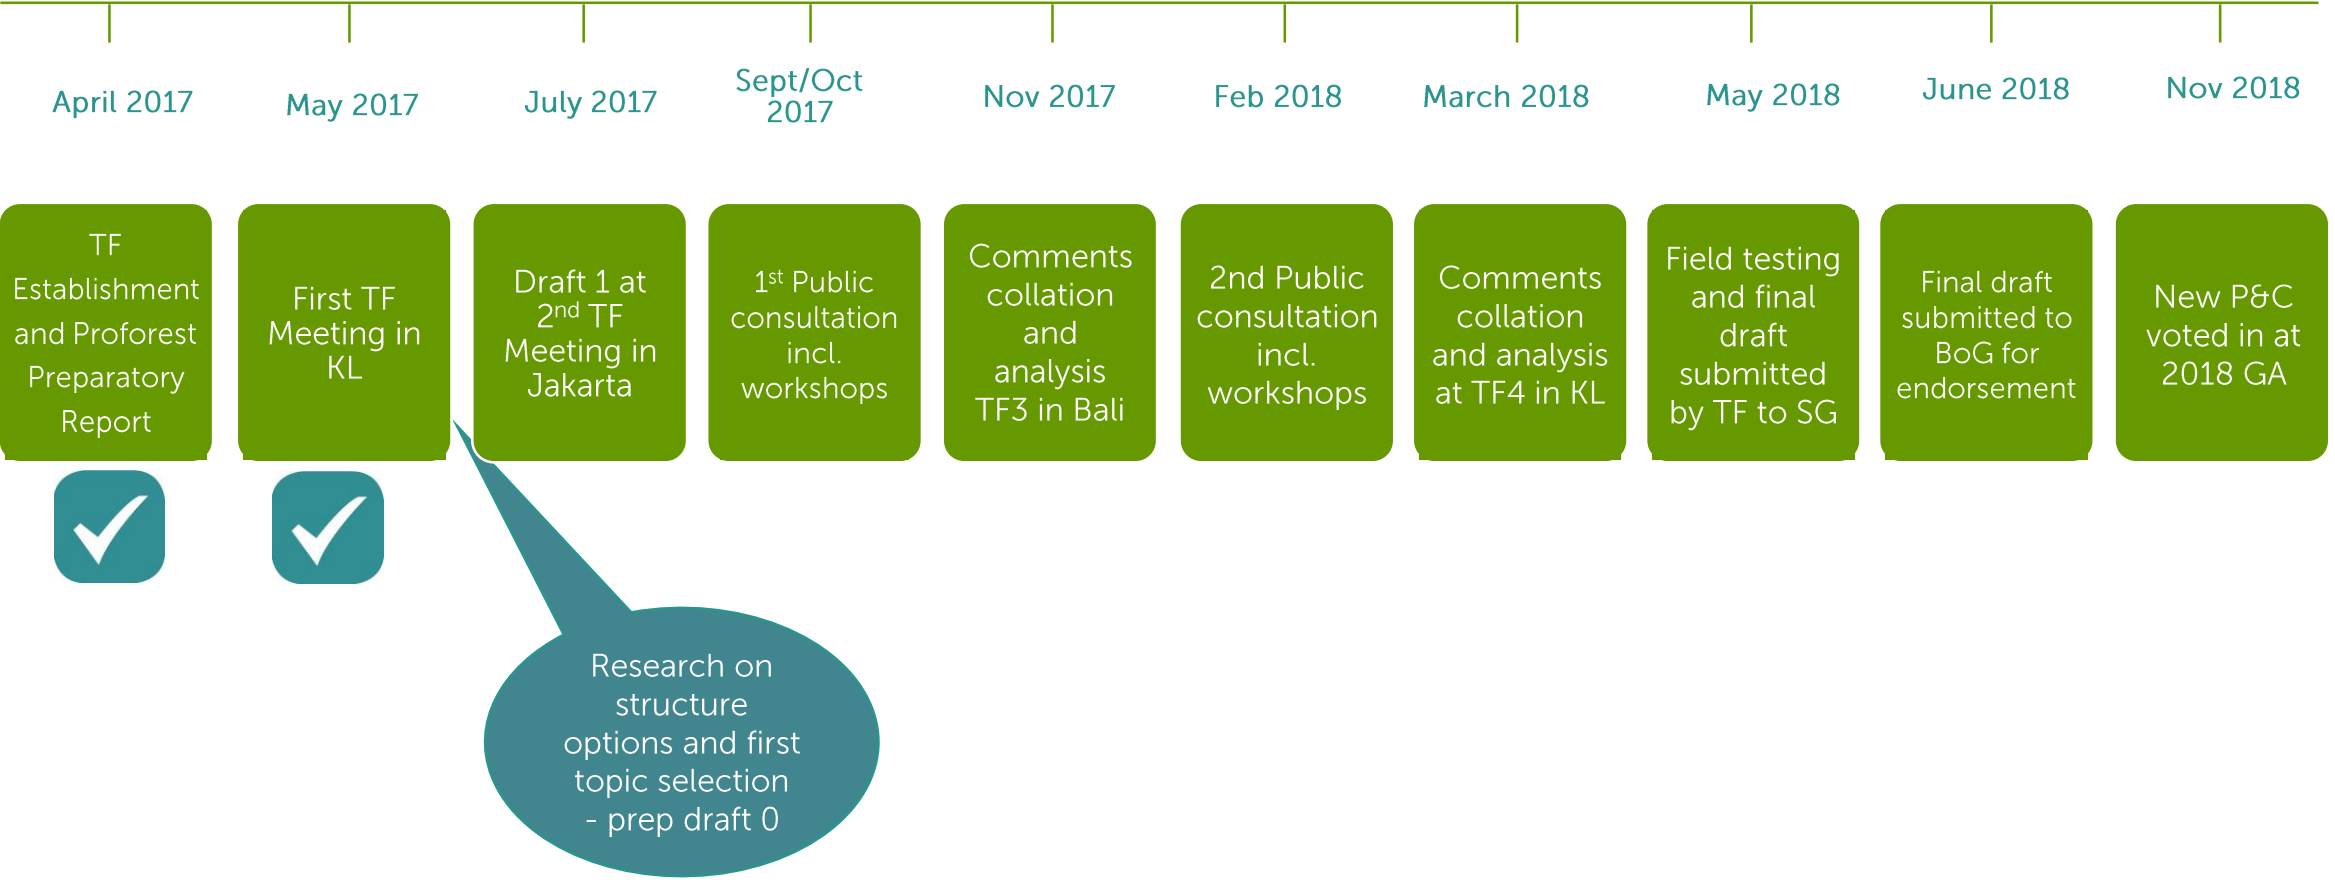 April 2017
May 2017
July 2017
Sept/Oct
2017
Nov 2017
Feb 2018
March 2018
May 2018
June 2018
Nov 2018
TF
Establishment
and Proforest
Preparatory
Report
First TF
Meeting in
KL
Draft 1 at
2nd TF
Meeting in
Jakarta
1st Public
consultation
incl.
workshops
Comments
collation
and
analysis
TF3 in Bali
2nd Public
consultation
incl.
workshops
Comments
collation
and analysis
at TF4 in KL
Field testing
and final
draft
submitted
by TF to SG
Final draft
submitted to
BoG for
endorsement
New P&C
voted in at
2018 GA
Research on
structure
options and first
topic selection
- prep draft 0